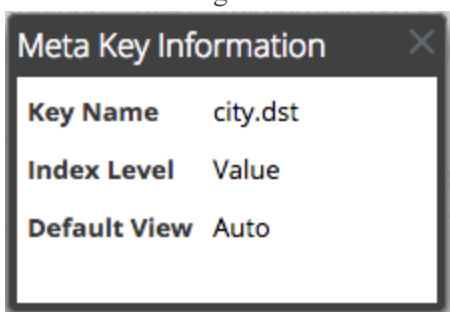 Meta Key Information
Key Name city.dst
Index Level Value
Default View Auto